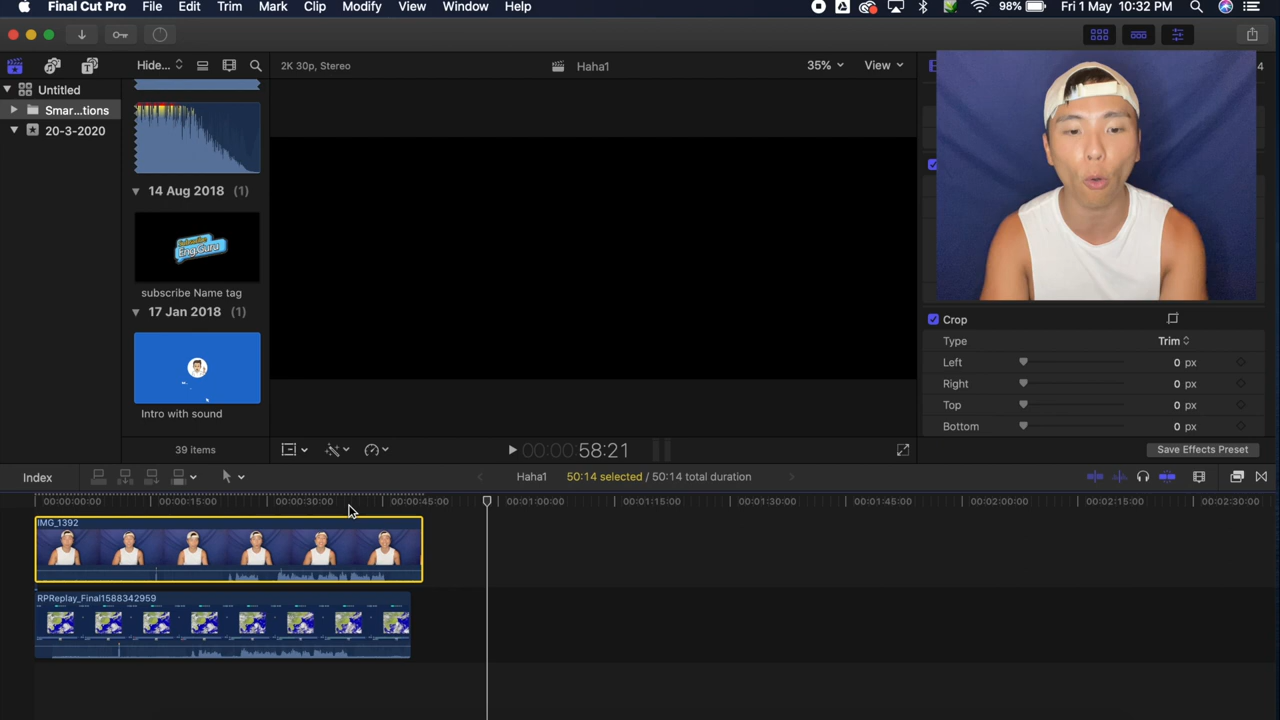 Final Cut Pro File Edit Trim Mark Clip Modify View Window Help 98% Fri 1 May 10:32 PM
Hide... 2K 30p, Stereo Haha1 35% View 4
Untitled
Smar...tions
20-3-2020
14 Aug 2018 (1)
Subscribe
Eng Guru
subscribe Name tag
17 Jan 2018 (1)
Intro with sound
39 items
00:00:58:21
Crop
Type Trim
Left 0 px
Right 0 px
Top 0 px
Bottom 0 px
Save Effects Preset
Index Haha1 50:14 selected / 50:14 total duration
00:00:00:00 00:00:15:00 00:00:30:00 00:00:45:00 00:01:00:00 00:01:15:00 00:01:30:00 00:01:45:00 00:02:00:00 00:02:15:00 00:02:30:00
IMG_1392
RPReplay_Final1588342959